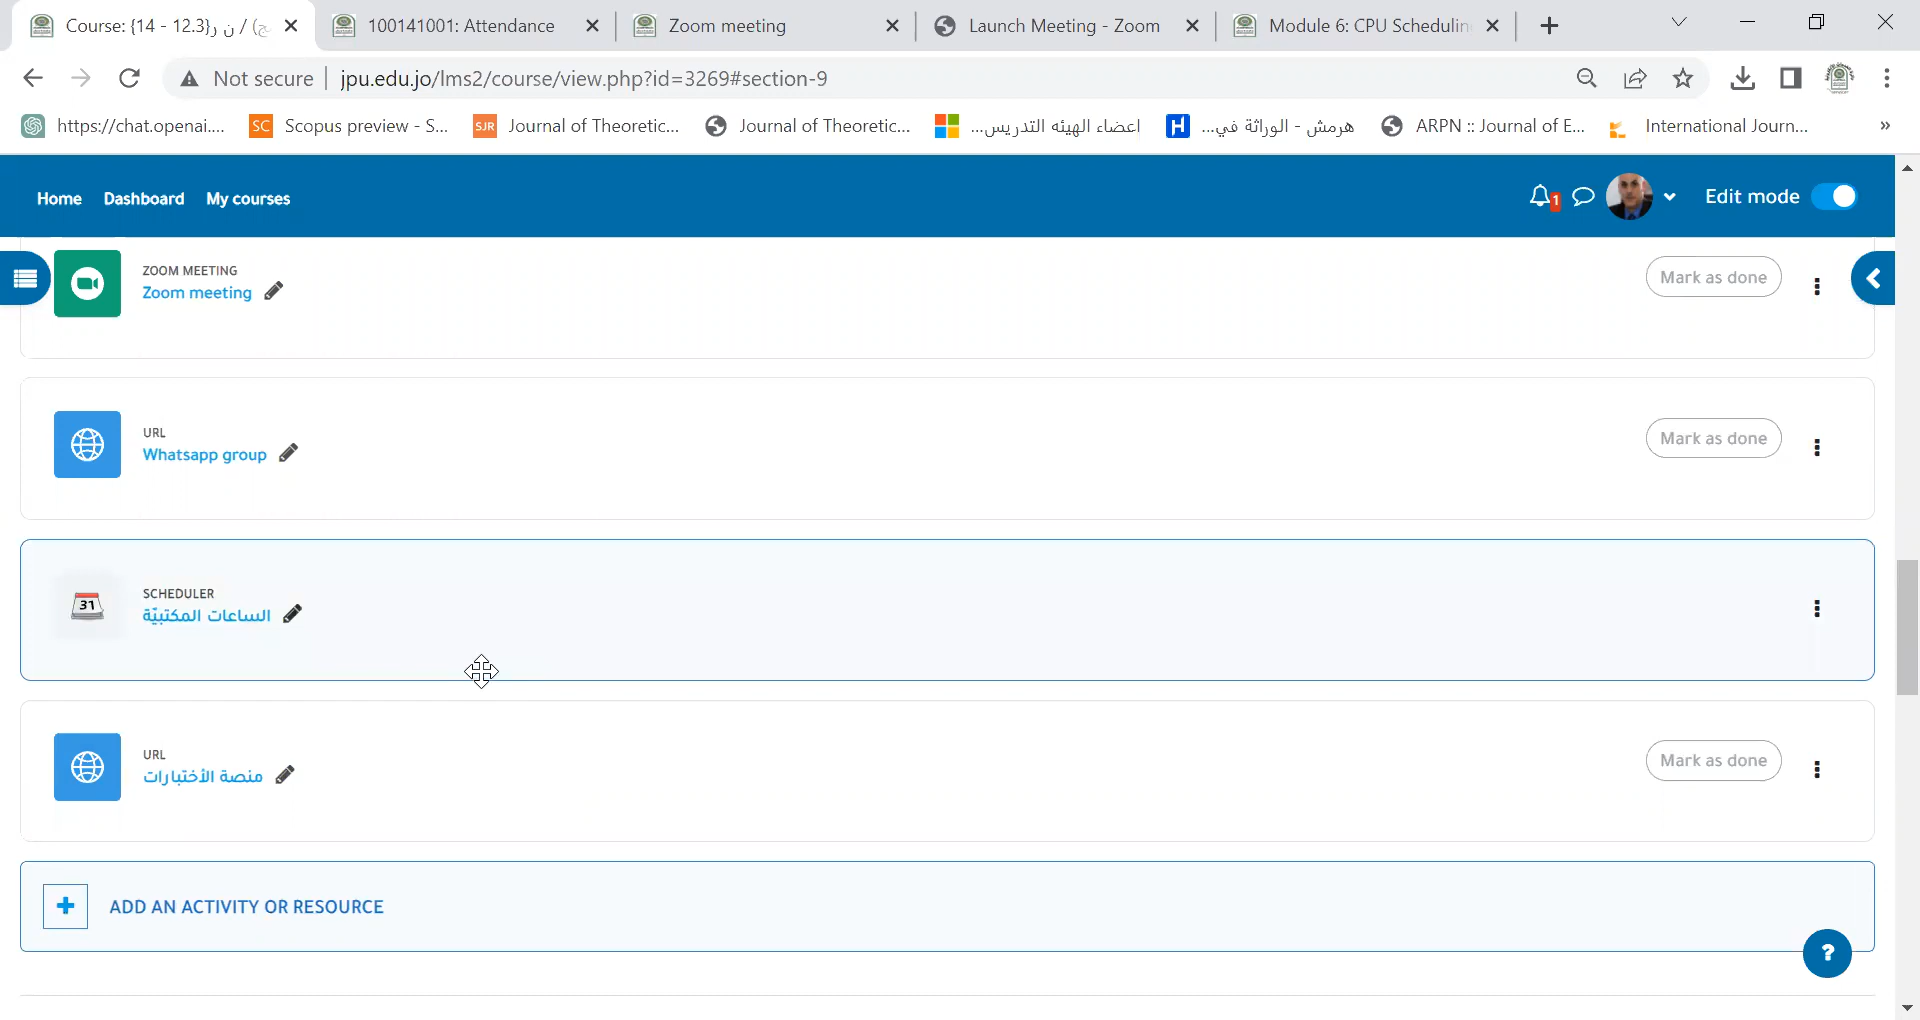 Course: {14 - 12.3} ن ر / (ج
100141001: Attendance
Zoom meeting
Launch Meeting - Zoom
Module 6: CPU Schedulin
Not secure
jpu.edu.jo/lms2/course/view.php?id=3269#section-9
https://chat.openai....
SC
Scopus preview - S...
SJR
Journal of Theoretic...
Journal of Theoretic...
اعضاء الهيئه التدريس...
H
هرمش - الوراثة في...
ARPN :: Journal of E...
International Journ...
»
Home
Dashboard
My courses
1
Edit mode
ZOOM MEETING
Zoom meeting
Mark as done
URL
Whatsapp group
Mark as done
31
SCHEDULER
الساعات المكتبيّة
URL
منصة الأختبارات
Mark as done
+
ADD AN ACTIVITY OR RESOURCE
?